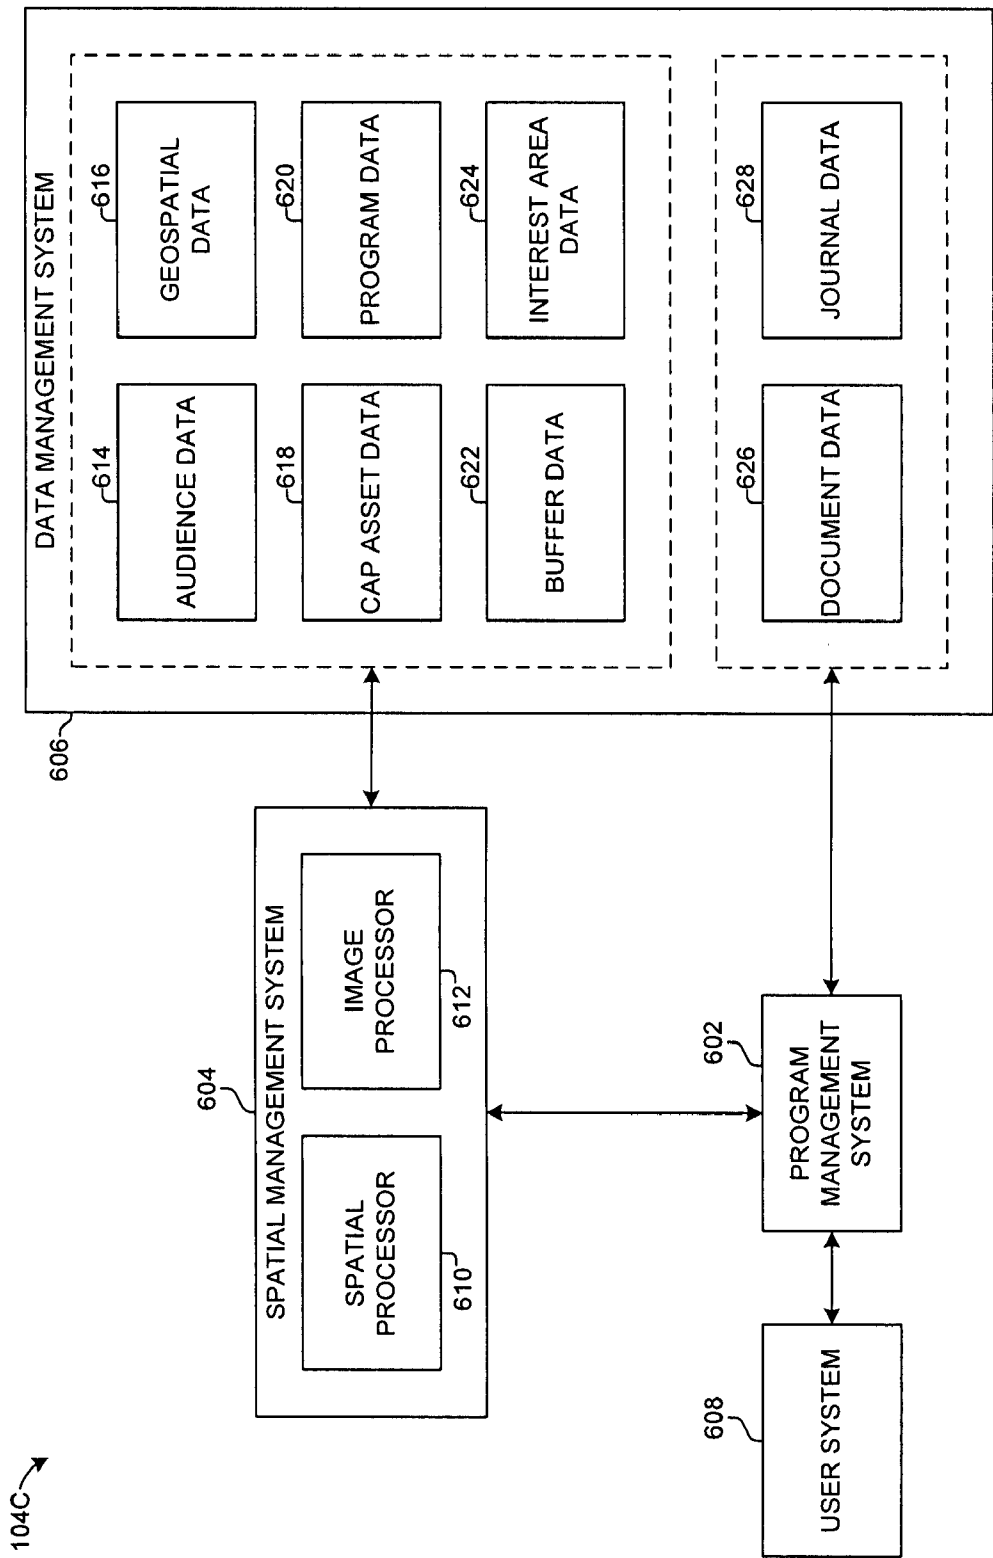 104C
608
USER SYSTEM
602
PROGRAM
MANAGEMENT
SYSTEM
604
SPATIAL MANAGEMENT SYSTEM
SPATIAL
PROCESSOR
610
IMAGE
PROCESSOR
612
606
DATA MANAGEMENT SYSTEM
614
AUDIENCE DATA
616
GEOSPATIAL
DATA
618
CAP ASSET DATA
620
PROGRAM DATA
622
BUFFER DATA
624
INTEREST AREA
DATA
626
DOCUMENT DATA
628
JOURNAL DATA